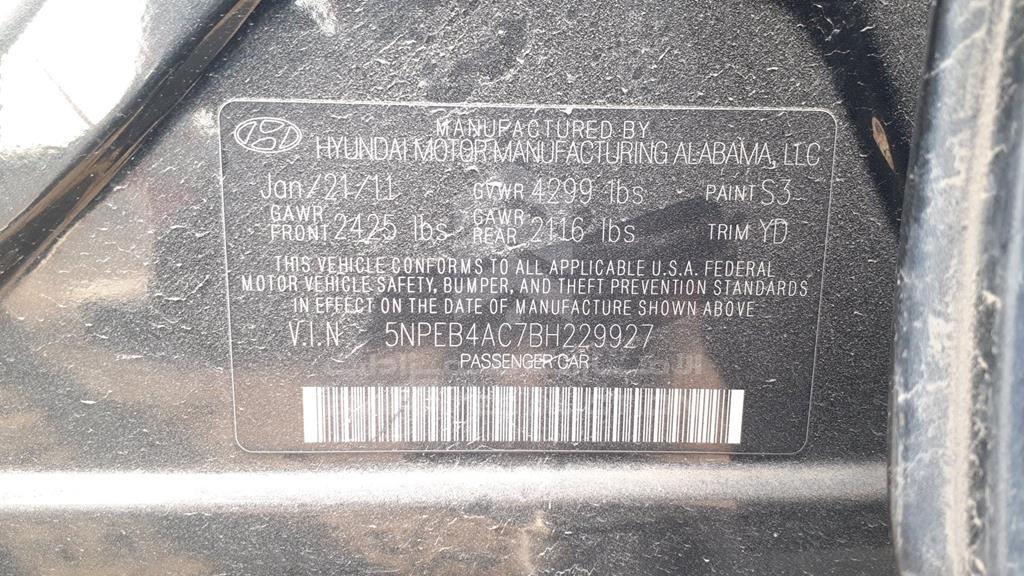 MANUFACTURED BY
HYUNDAI MOTOR MANUFACTURING ALABAMA, LLC
Jan/21/11 GVWR 4299 lbs PAINT S3
GAWR FRONT 2425 lbs GAWR REAR 2116 lbs TRIM YD
THIS VEHICLE CONFORMS TO ALL APPLICABLE U.S.A. FEDERAL
MOTOR VEHICLE SAFETY, BUMPER, AND THEFT PREVENTION STANDARDS
IN EFFECT ON THE DATE OF MANUFACTURE SHOWN ABOVE
V.I.N 5NPEB4AC7BH229927
PASSENGER CAR